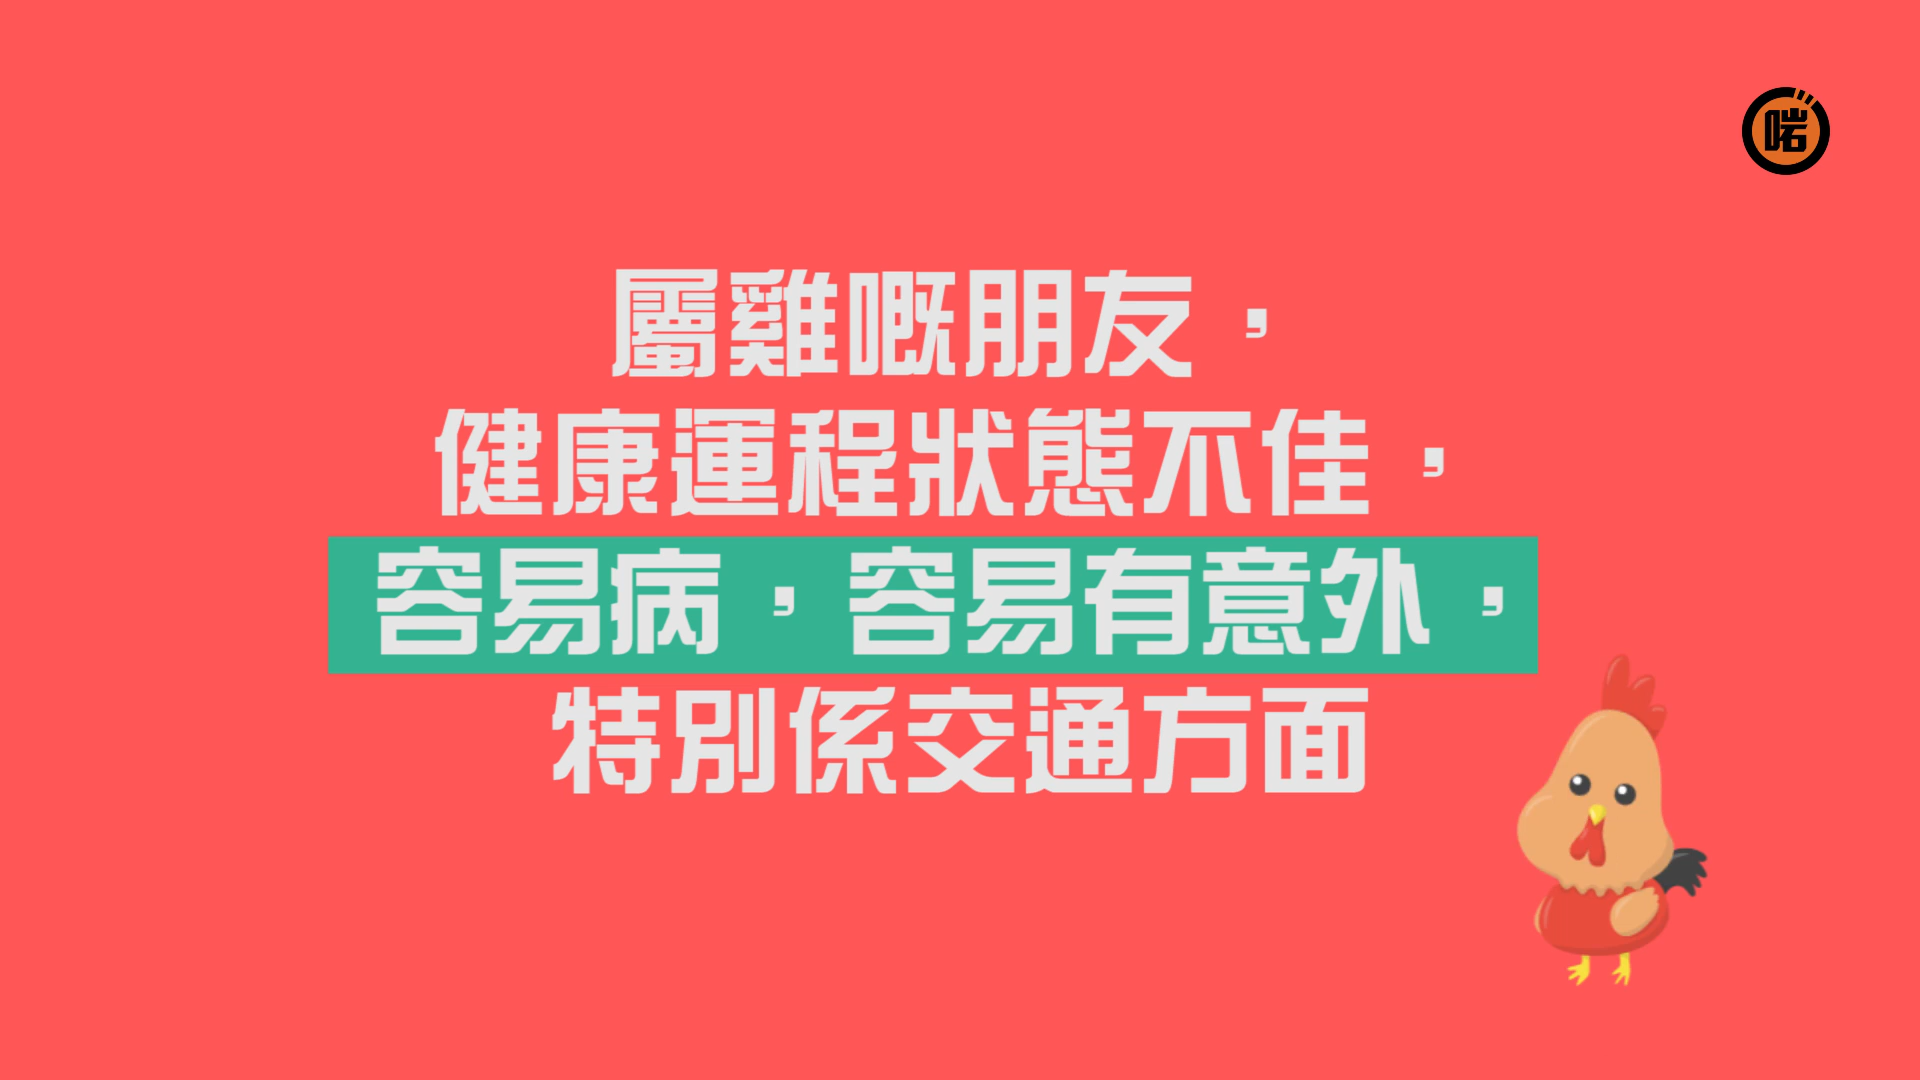 啱
屬雞嘅朋友，
健康運程狀態不佳，
容易病，容易有意外，
特別係交通方面